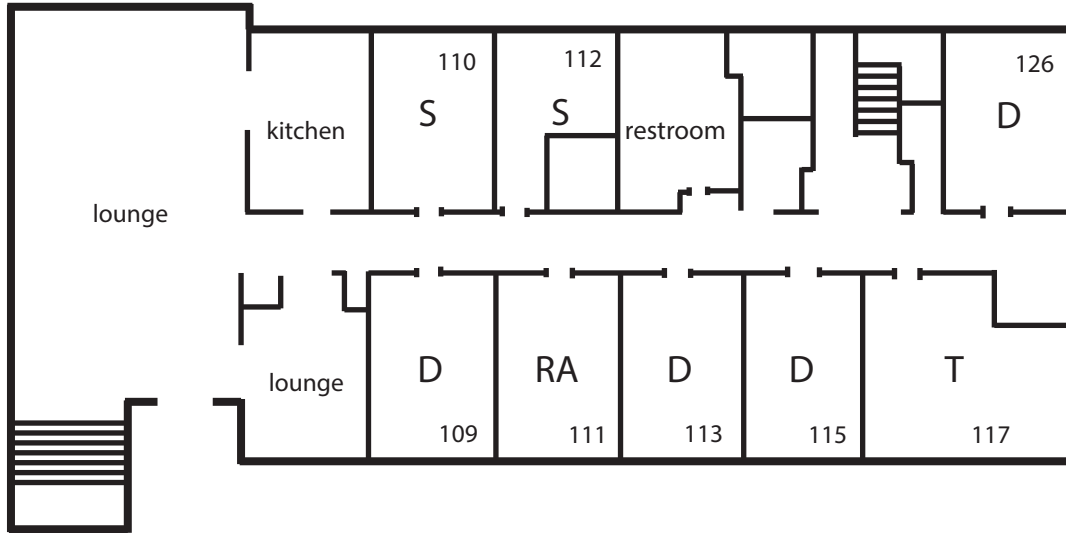 110
112
126
S
S
D
kitchen
restroom
lounge
lounge
D
RA
D
D
T
109
111
113
115
117